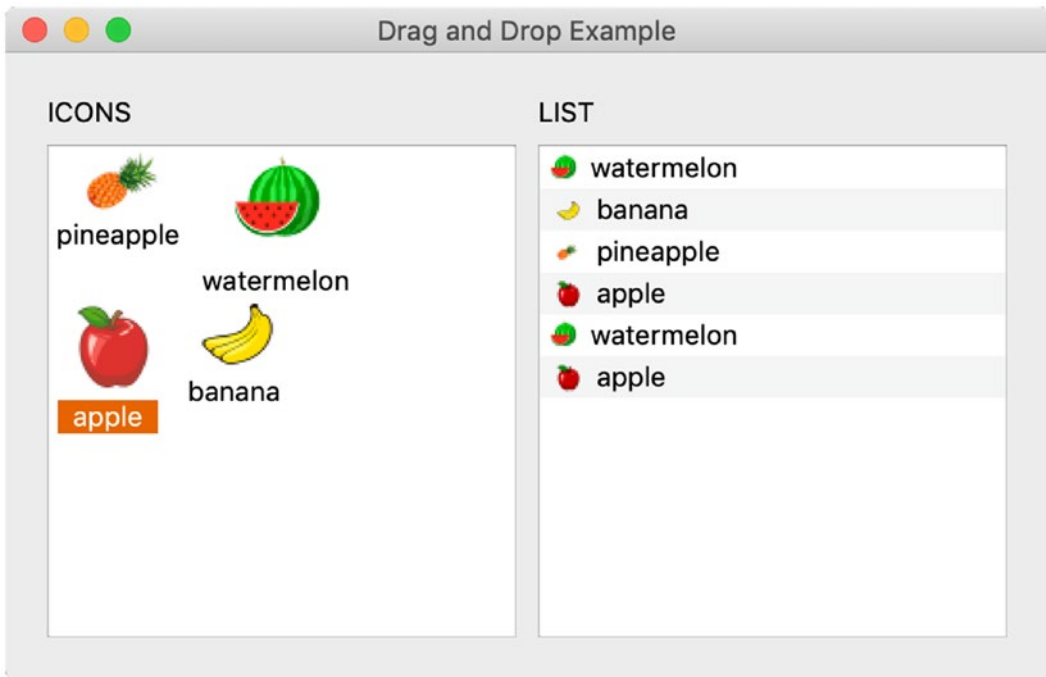 Drag and Drop Example
ICONS
pineapple
watermelon
apple
banana
LIST
watermelon
banana
pineapple
apple
watermelon
apple